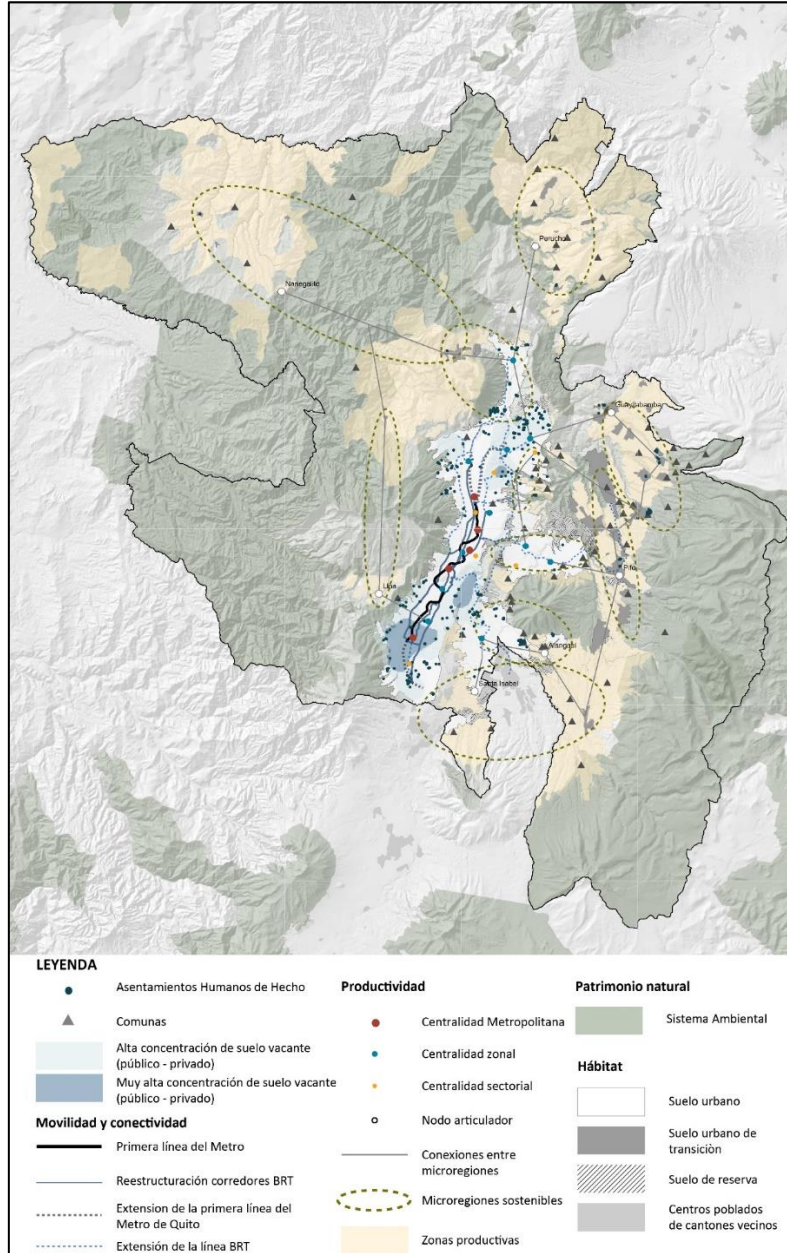 Perucho
Nanegalito
Guayllabamba
Pifo
Lloa
Santa Isabel
LEYENDA
Asentamientos Humanos de Hecho
Comunas
Alta concentración de suelo vacante
(público - privado)
Muy alta concentración de suelo vacante
(público - privado)
Movilidad y conectividad
Primera línea del Metro
Reestructuración corredores BRT
Extension de la primera línea del
Metro de Quito
Extensión de la línea BRT
Productividad
Centralidad Metropolitana
Centralidad zonal
Centralidad sectorial
Nodo articulador
Conexiones entre
microregiones
Microregiones sostenibles
Zonas productivas
Patrimonio natural
Sistema Ambiental
Hábitat
Suelo urbano
Suelo urbano de
transiciòn
Suelo de reserva
Centros poblados
de cantones vecinos